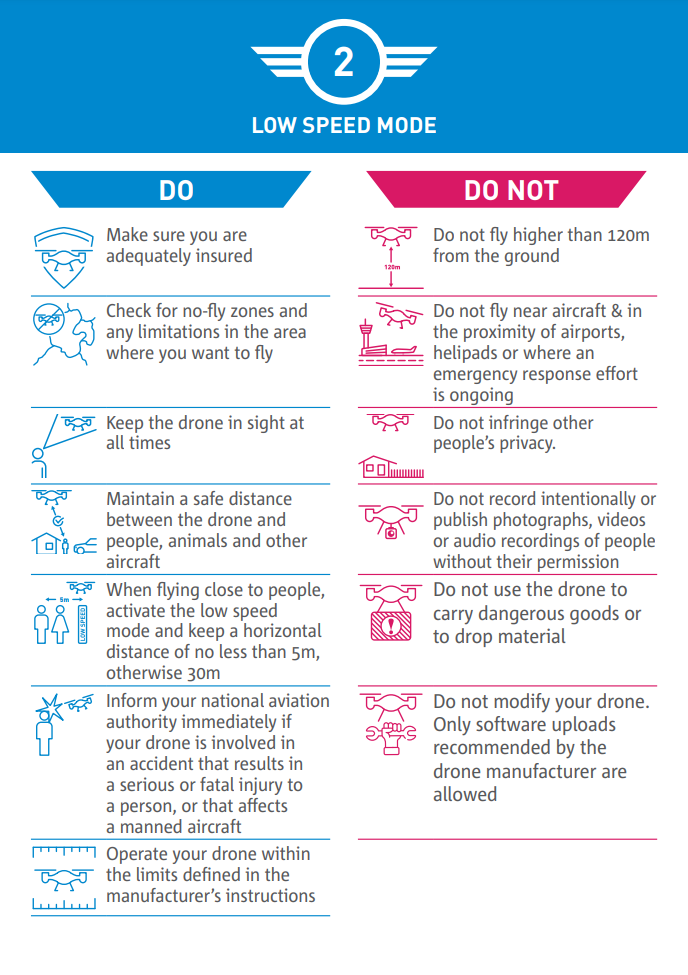 2
LOW SPEED MODE
DO
Make sure you are
adequately insured
Check for no-fly zones and
any limitations in the area
where you want to fly
Keep the drone in sight at
all times
Maintain a safe distance
between the drone and
people, animals and other
aircraft
5m
LOW SPEED
When flying close to people,
activate the low speed
mode and keep a horizontal
distance of no less than 5m,
otherwise 30m
Inform your national aviation
authority immediately if
your drone is involved in
an accident that results in
a serious or fatal injury to
a person, or that affects
a manned aircraft
Operate your drone within
the limits defined in the
manufacturer's instructions
DO NOT
120m
Do not fly higher than 120m
from the ground
Do not fly near aircraft & in
the proximity of airports,
helipads or where an
emergency response effort
is ongoing
Do not infringe other
people's privacy.
Do not record intentionally or
publish photographs, videos
or audio recordings of people
without their permission
!
Do not use the drone to
carry dangerous goods or
to drop material
Do not modify your drone.
Only software uploads
recommended by the
drone manufacturer are
allowed